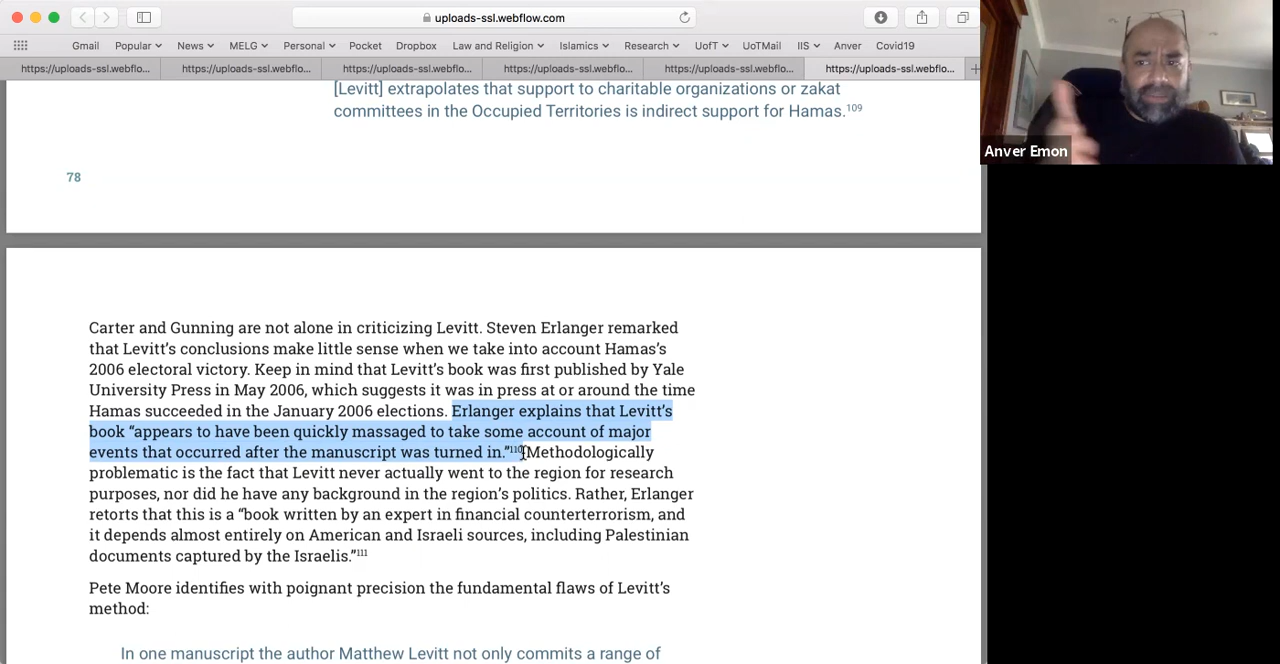 uploads-ssl.webflow.com
Gmail Popular News MELG Personal Pocket Dropbox Law and Religion Islamics Research UofT UoTMail IIS Anver Covid19
https://uploads-ssl.webflo... https://uploads-ssl.webflo... https://uploads-ssl.webflo... https://uploads-ssl.webflo... https://uploads-ssl.webflo... https://uploads-ssl.webflo...
[Levitt] extrapolates that support to charitable organizations or zakat
committees in the Occupied Territories is indirect support for Hamas.109
Anver Emon
78
Carter and Gunning are not alone in criticizing Levitt. Steven Erlanger remarked
that Levitt’s conclusions make little sense when we take into account Hamas’s
2006 electoral victory. Keep in mind that Levitt’s book was first published by Yale
University Press in May 2006, which suggests it was in press at or around the time
Hamas succeeded in the January 2006 elections. Erlanger explains that Levitt’s
book “appears to have been quickly massaged to take some account of major
events that occurred after the manuscript was turned in.”110 Methodologically
problematic is the fact that Levitt never actually went to the region for research
purposes, nor did he have any background in the region’s politics. Rather, Erlanger
retorts that this is a “book written by an expert in financial counterterrorism, and
it depends almost entirely on American and Israeli sources, including Palestinian
documents captured by the Israelis.”111
Pete Moore identifies with poignant precision the fundamental flaws of Levitt’s
method:
In one manuscript the author Matthew Levitt not only commits a range of